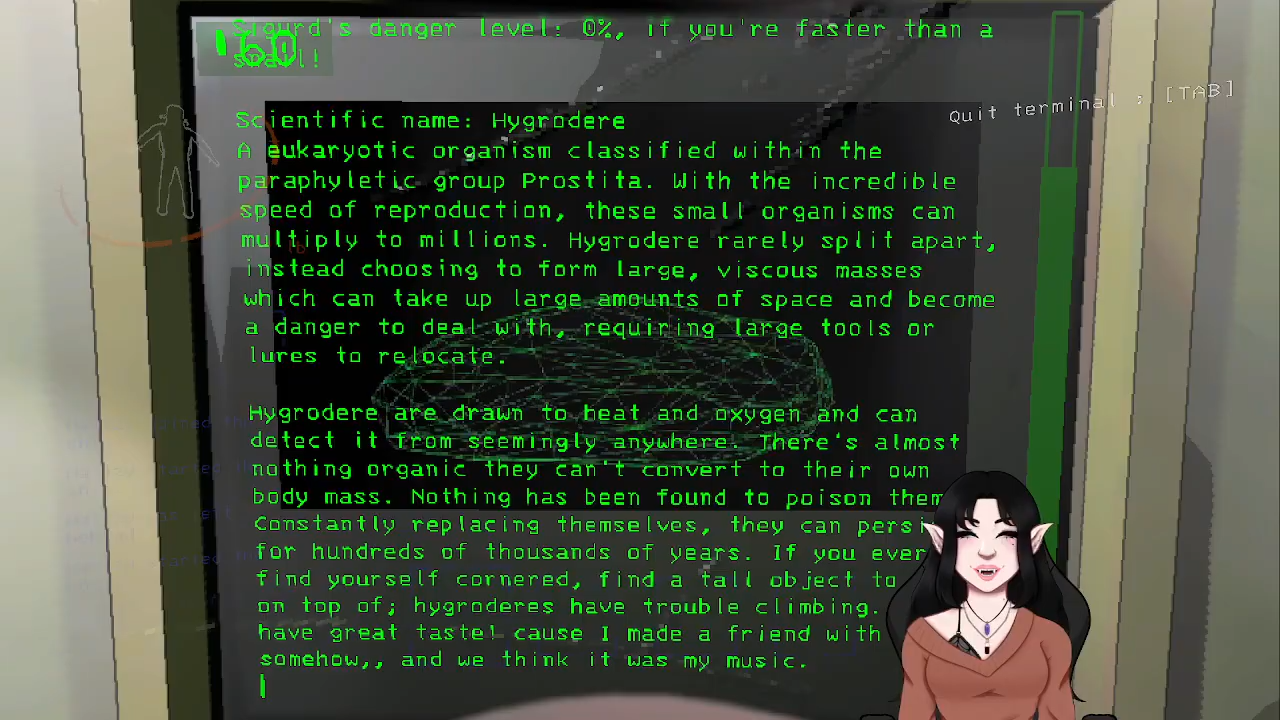 Sigurd's danger level: 0%, if you're faster than a
snail!
160
Quit terminal : [TAB]
Scientific name: Hygrodere
A eukaryotic organism classified within the
paraphyletic group Prostita. With the incredible
speed of reproduction, these small organisms can
multiply to millions. Hygrodere rarely split apart,
instead choosing to form large, viscous masses
which can take up large amounts of space and become
a danger to deal with, requiring large tools or
lures to relocate.
Hygrodere are drawn to heat and oxygen and can
detect it from seemingly anywhere. There's almost
nothing organic they can't convert to their own
body mass. Nothing has been found to poison them
Constantly replacing themselves, they can persi
for hundreds of thousands of years. If you ever
find yourself cornered, find a tall object to
on top of; hygroderes have trouble climbing.
have great taste! cause I made a friend with
somehow,, and we think it was my music.